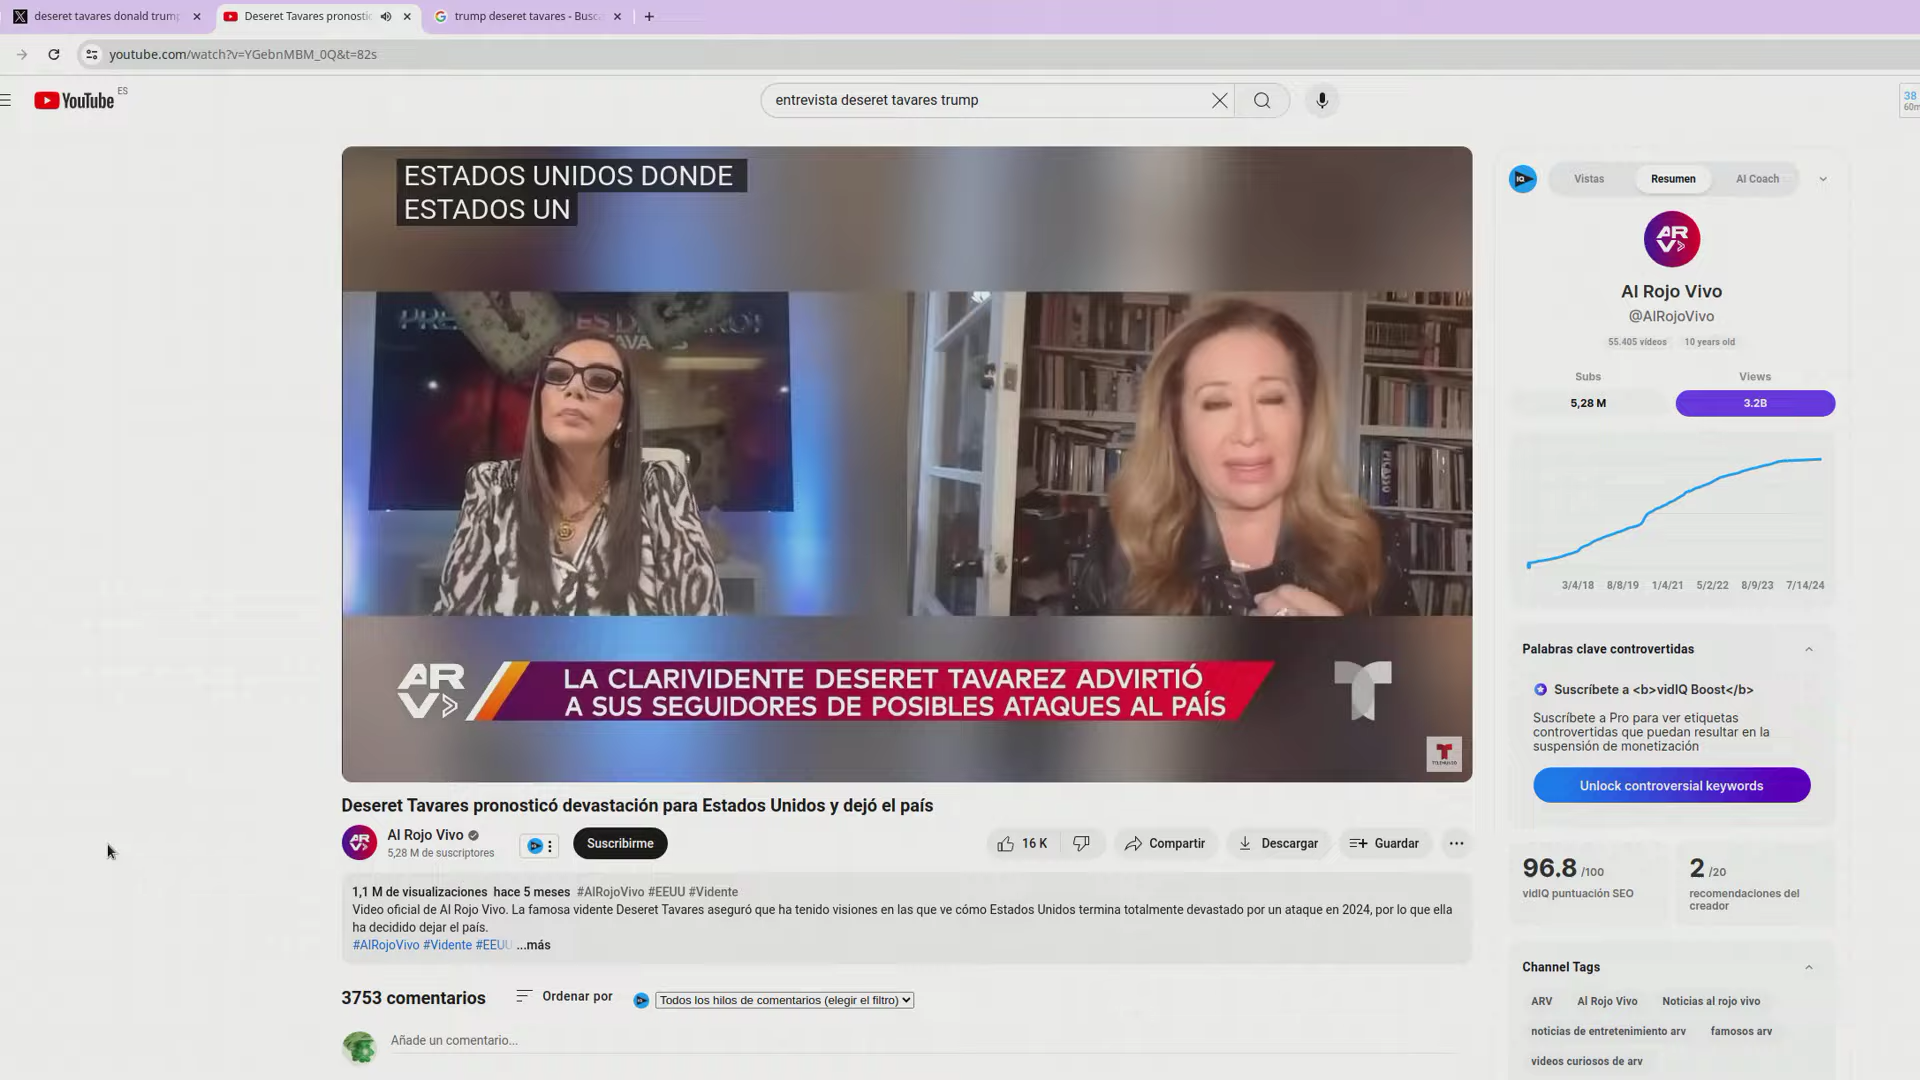 deseret tavares donald trump
Deseret Tavares pronostic
trump deseret tavares - Busc
youtube.com/watch?v=YGebnMBM_0Q&t=82s
YouTube
ES
entrevista deseret tavares trump
38
60m
ESTADOS UNIDOS DONDE
ESTADOS UN
PICASSO
LA CLARIVIDENTE DESERET TAVAREZ ADVIRTIÓ
A SUS SEGUIDORES DE POSIBLES ATAQUES AL PAÍS
ARV
TELEMUNDO
Deseret Tavares pronosticó devastación para Estados Unidos y dejó el país
Al Rojo Vivo
5,28 M de suscriptores
Suscribirme
16 K
Compartir
Descargar
Guardar
1,1 M de visualizaciones hace 5 meses #AlRojoVivo #EEUU #Vidente
Video oficial de Al Rojo Vivo. La famosa vidente Deseret Tavares aseguró que ha tenido visiones en las que ve cómo Estados Unidos termina totalmente devastado por un ataque en 2024, por lo que ella
ha decidido dejar el país.
#AlRojoVivo #Vidente #EEUU ...más
3753 comentarios
Ordenar por
Todos los hilos de comentarios (elegir el filtro)
Añade un comentario...
IQ
Vistas
Resumen
AI Coach
ARV
Al Rojo Vivo
@AlRojoVivo
55.405 vídeos
10 years old
Subs
Views
5,28 M
3.2B
3/4/18 8/8/19 1/4/21 5/2/22 8/9/23 7/14/24
Palabras clave controvertidas
Suscríbete a <b>vidIQ Boost</b>
Suscríbete a Pro para ver etiquetas
controvertidas que puedan resultar en la
suspensión de monetización
Unlock controversial keywords
96.8 /100
vidIQ puntuación SEO
2 /20
recomendaciones del
creador
Channel Tags
ARV
Al Rojo Vivo
Noticias al rojo vivo
noticias de entretenimiento arv
famosos arv
videos curiosos de arv